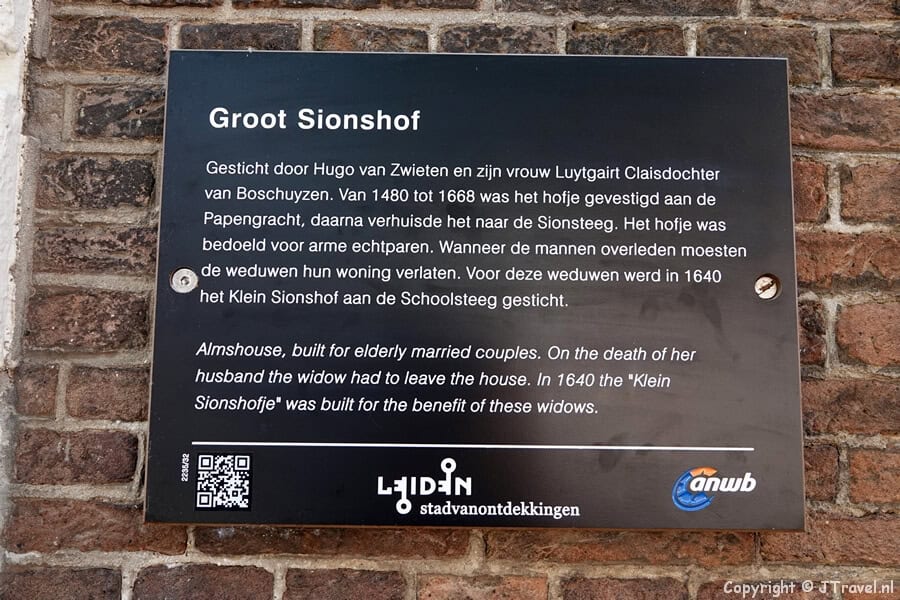 Groot Sionshof
Gesticht door Hugo van Zwieten en zijn vrouw Luytgairt Claisdochter
van Boschuyzen. Van 1480 tot 1668 was het hofje gevestigd aan de
Papengracht, daarna verhuisde het naar de Sionsteeg. Het hofje was
bedoeld voor arme echtparen. Wanneer de mannen overleden moesten
de weduwen hun woning verlaten. Voor deze weduwen werd in 1640
het Klein Sionshof aan de Schoolsteeg gesticht.
Almshouse, built for elderly married couples. On the death of her
husband the widow had to leave the house. In 1640 the "Klein
Sionshofje" was built for the benefit of these widows.
2235/32
LEIDEN
stadvanontdekkingen
anwb
Copyright © JTravel.nl